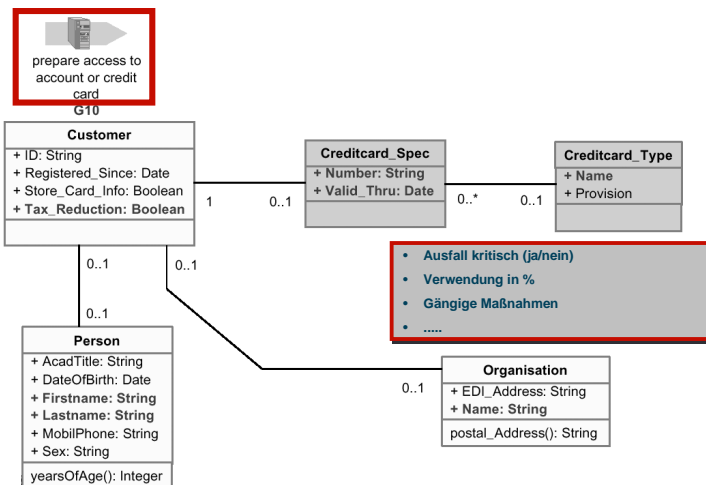 prepare access to
account or credit
card
G10
Customer
+ ID: String
+ Registered_Since: Date
+ Store_Card_Info: Boolean
+ Tax_Reduction: Boolean
1
0..1
Creditcard_Spec
+ Number: String
+ Valid_Thru: Date
0..*
0..1
Creditcard_Type
+ Name
+ Provision
• Ausfall kritisch (ja/nein)
• Verwendung in %
• Gängige Maßnahmen
• .....
0..1
0..1
0..1
Person
+ AcadTitle: String
+ DateOfBirth: Date
+ Firstname: String
+ Lastname: String
+ MobilPhone: String
+ Sex: String
yearsOfAge(): Integer
0..1
Organisation
+ EDI_Address: String
+ Name: String
postal_Address(): String